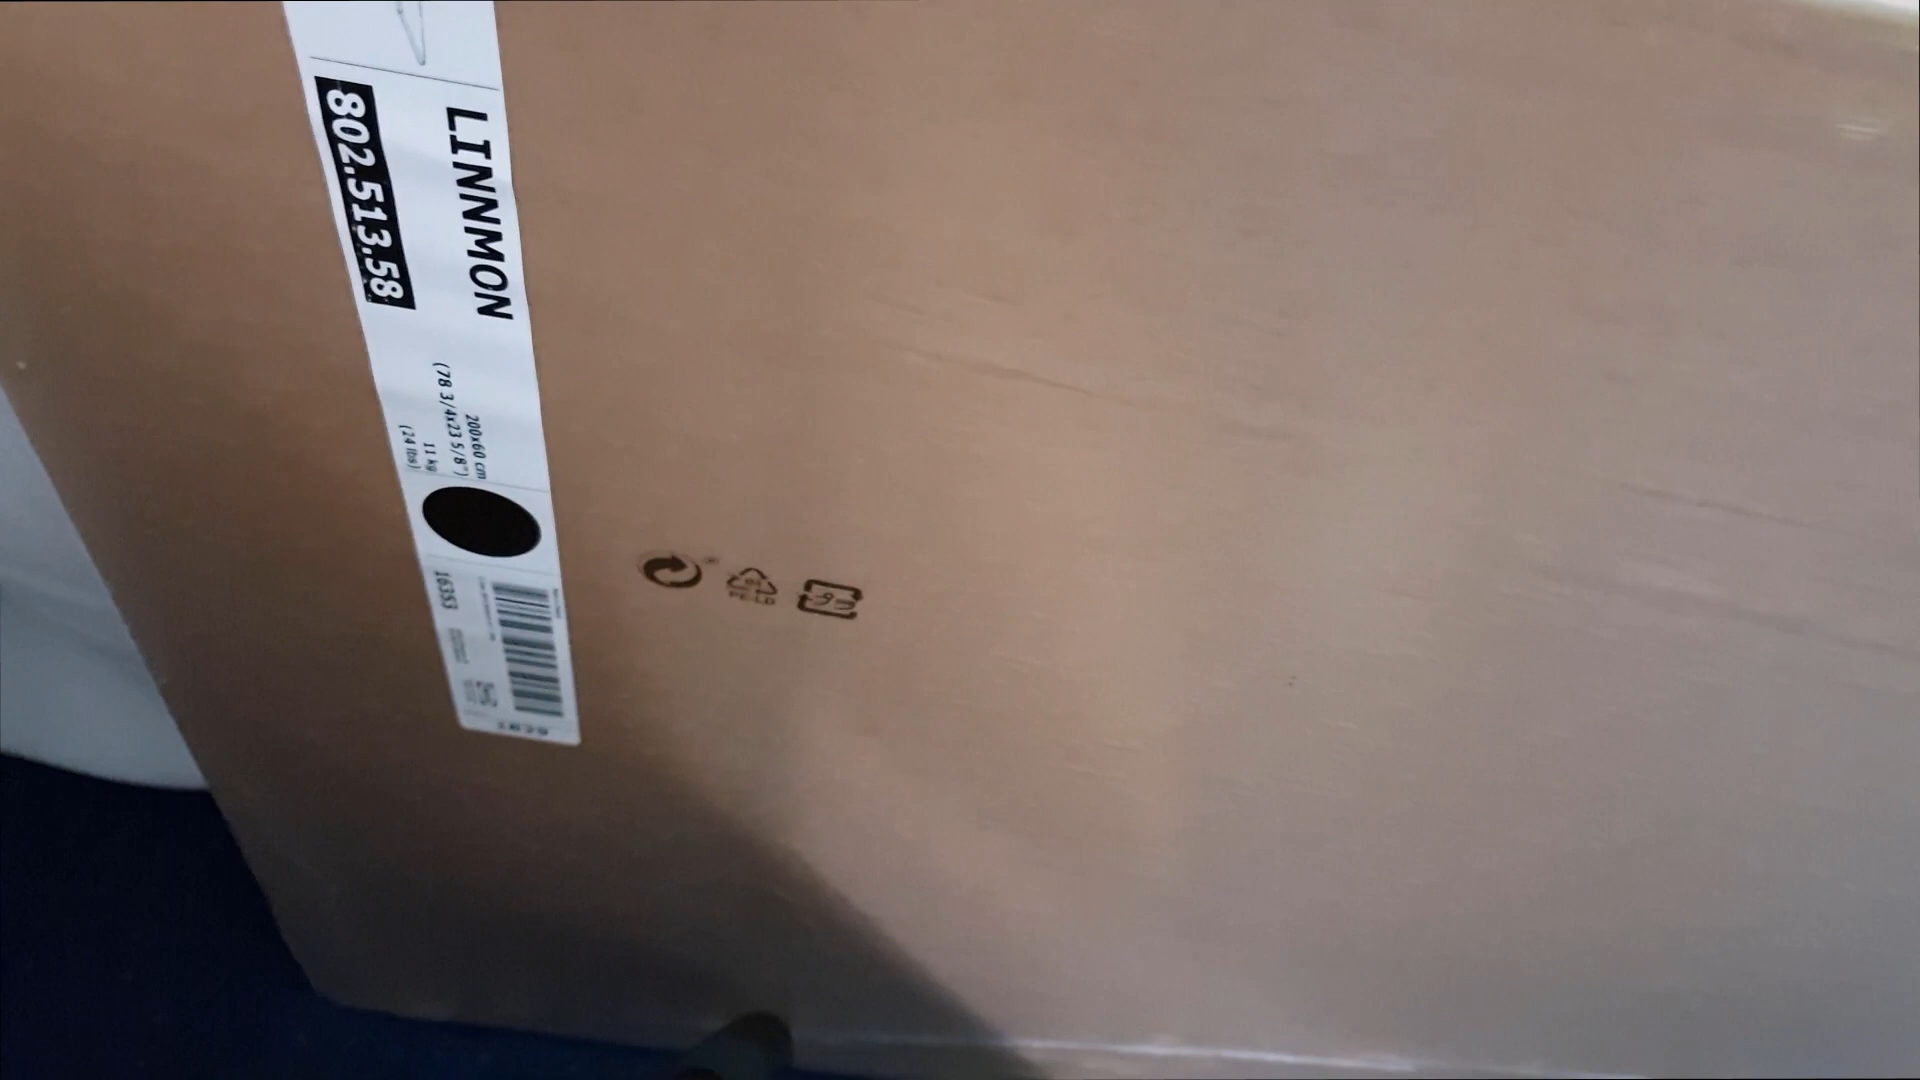 LINNMON
802.513.58
200x60 cm
(78 3/4x23 5/8")
11 kg
(24 lbs)
16353